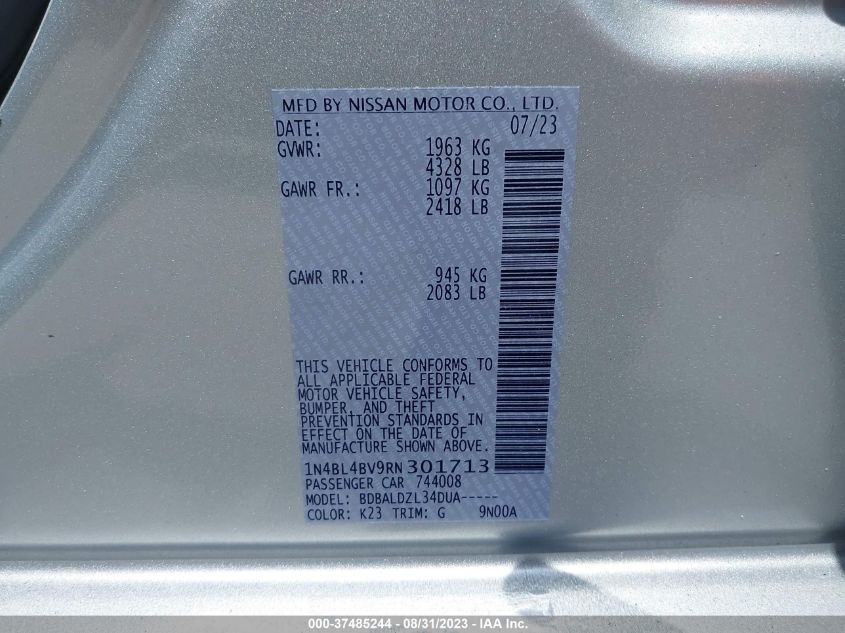 MFD BY NISSAN MOTOR CO., LTD.
DATE: 07/23
GVWR: 1963 KG
4328 LB
GAWR FR.: 1097 KG
2418 LB
GAWR RR.: 945 KG
2083 LB
THIS VEHICLE CONFORMS TO
ALL APPLICABLE FEDERAL
MOTOR VEHICLE SAFETY,
BUMPER, AND THEFT
PREVENTION STANDARDS IN
EFFECT ON THE DATE OF
MANUFACTURE SHOWN ABOVE.
1N4BL4BV9RN301713
PASSENGER CAR 744008
MODEL: BDBALDZL34DUA-----
COLOR: K23 TRIM: G 9N00A
000-37485244 - 08/31/2023 - IAA Inc.